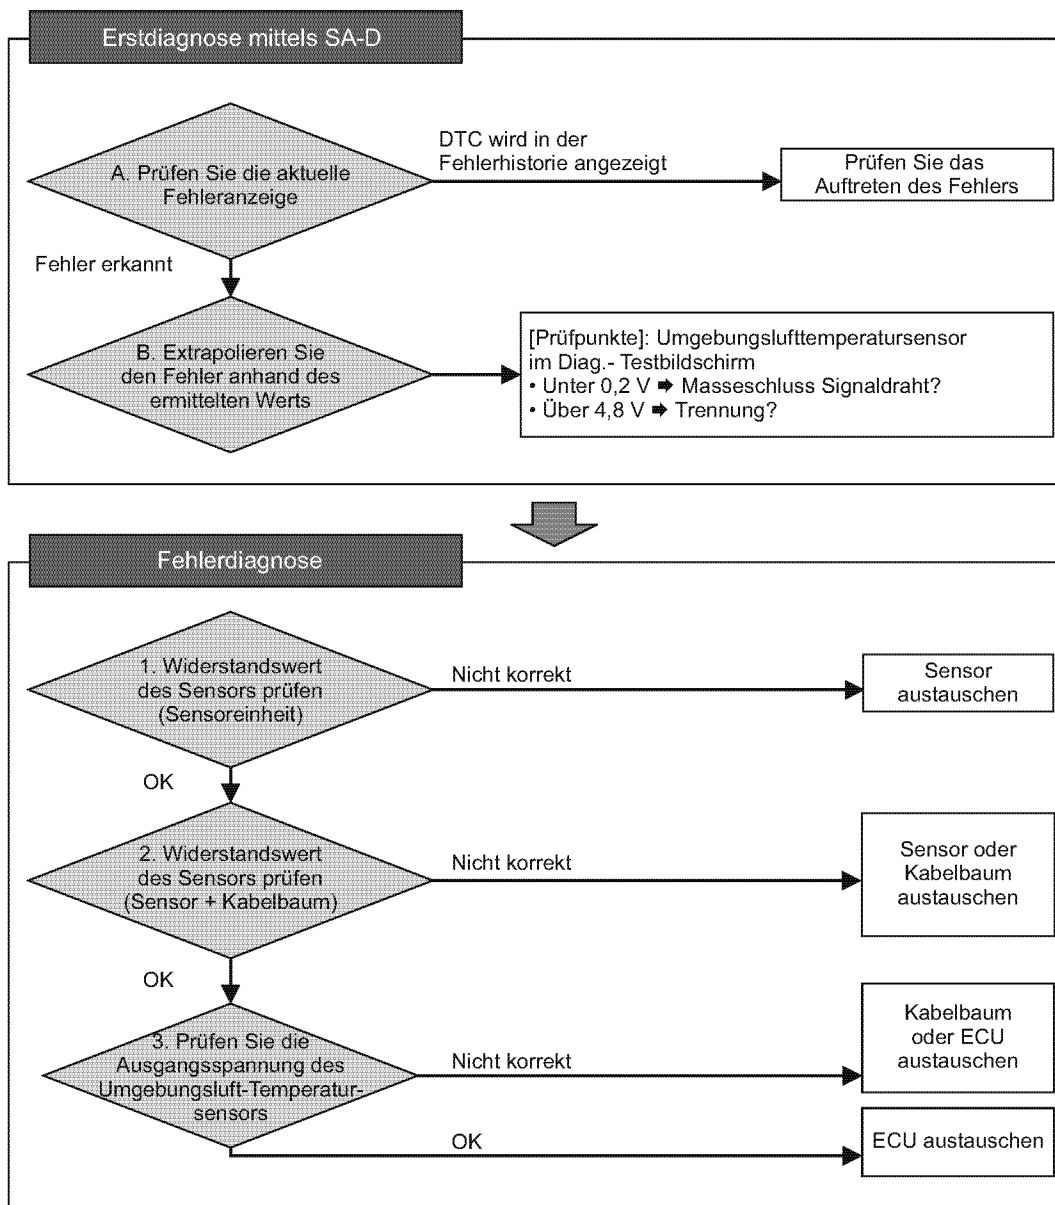 Erstdiagnose mittels SA-D
A. Prüfen Sie die aktuelle
Fehleranzeige
DTC wird in der
Fehlerhistorie angezeigt
Prüfen Sie das
Auftreten des Fehlers
Fehler erkannt
B. Extrapolieren Sie
den Fehler anhand des
ermittelten Werts
[Prüfpunkte]: Umgebungslufttemperatursensor
im Diag.- Testbildschirm
• Unter 0,2 V ➡ Masseschluss Signaldraht?
• Über 4,8 V ➡ Trennung?
Fehlerdiagnose
1. Widerstandswert
des Sensors prüfen
(Sensoreinheit)
Nicht korrekt
Sensor
austauschen
OK
2. Widerstandswert
des Sensors prüfen
(Sensor + Kabelbaum)
Nicht korrekt
Sensor oder
Kabelbaum
austauschen
OK
3. Prüfen Sie die
Ausgangsspannung des
Umgebungsluft-Temperatur-
sensors
Nicht korrekt
Kabelbaum
oder ECU
austauschen
OK
ECU austauschen